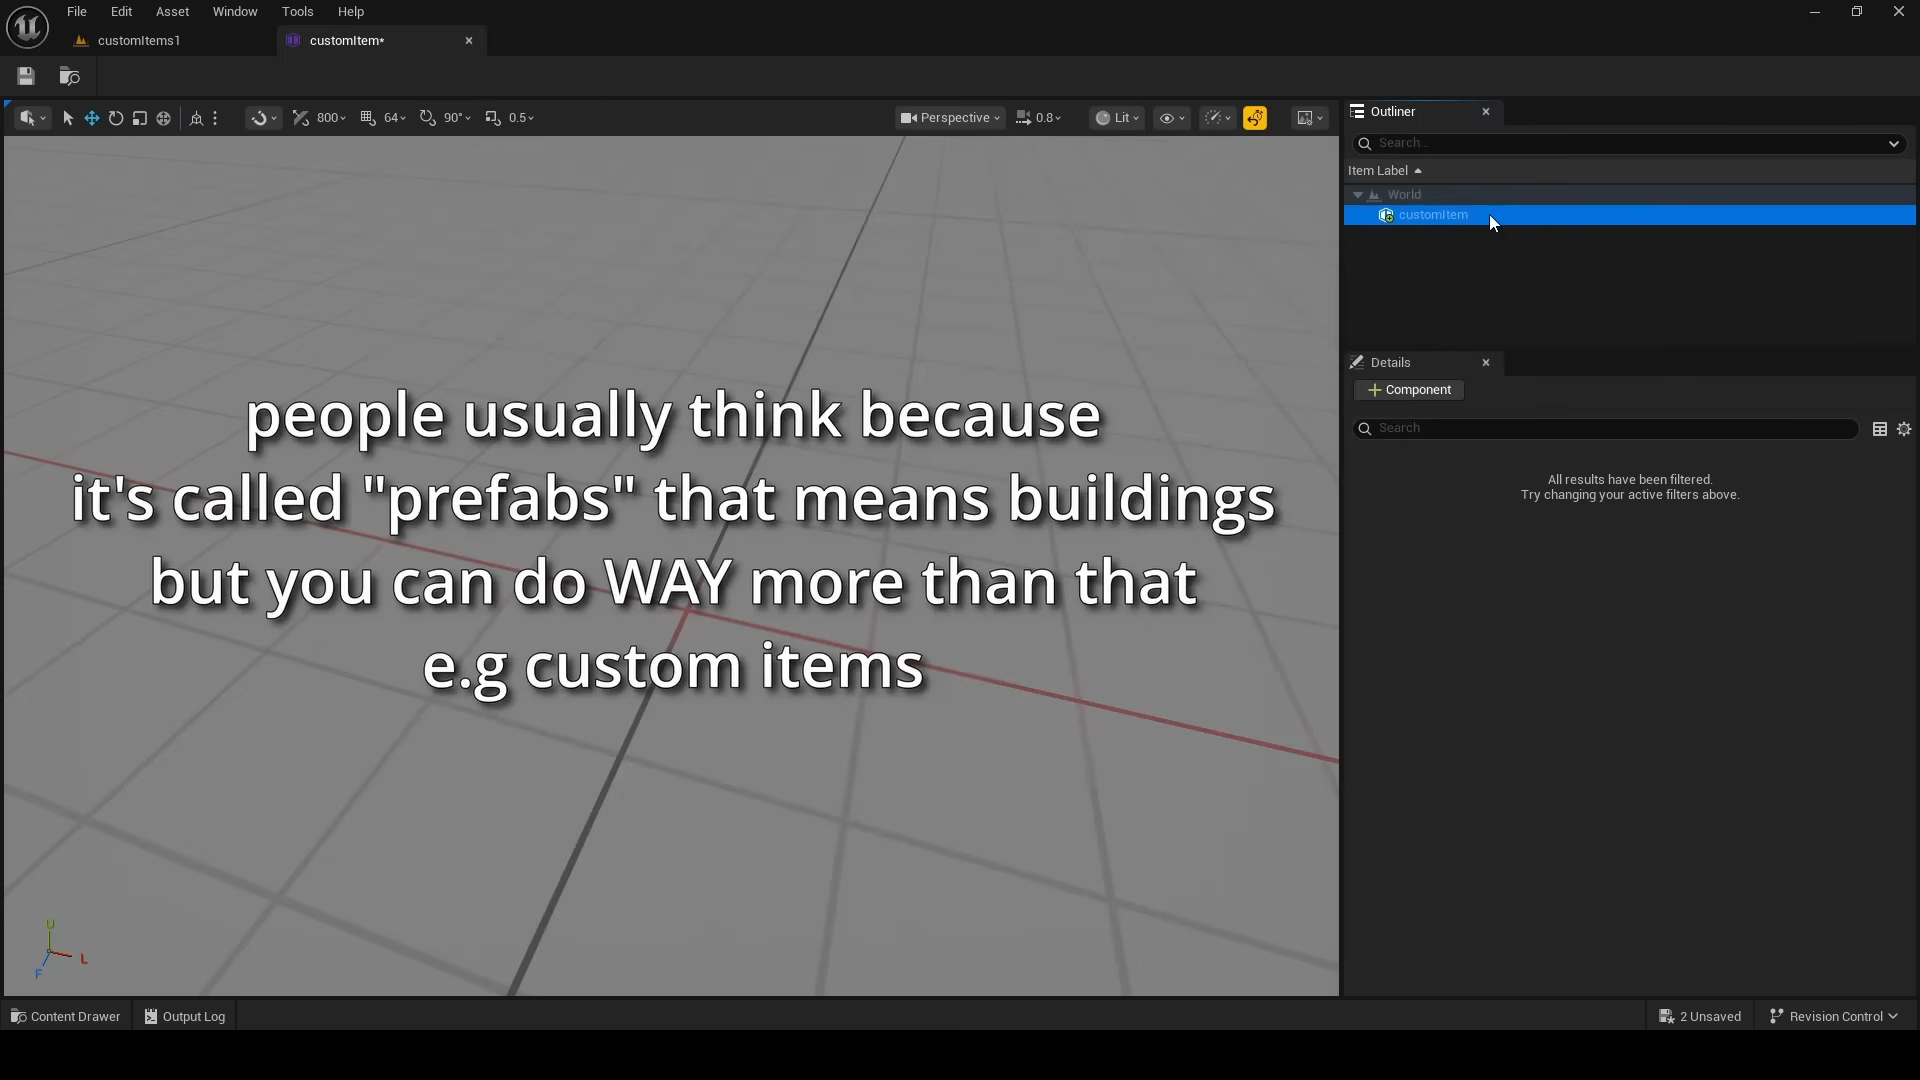 File Edit Asset Window Tools Help
customItems1
customItem*
800 64 90° 0.5
Perspective 0.8 Lit
Outliner
Search...
Item Label
World
customItem
Details
Component
Search
All results have been filtered.
Try changing your active filters above.
people usually think because
it's called "prefabs" that means buildings
but you can do WAY more than that
e.g custom items
U
L
F
Content Drawer
Output Log
2 Unsaved
Revision Control